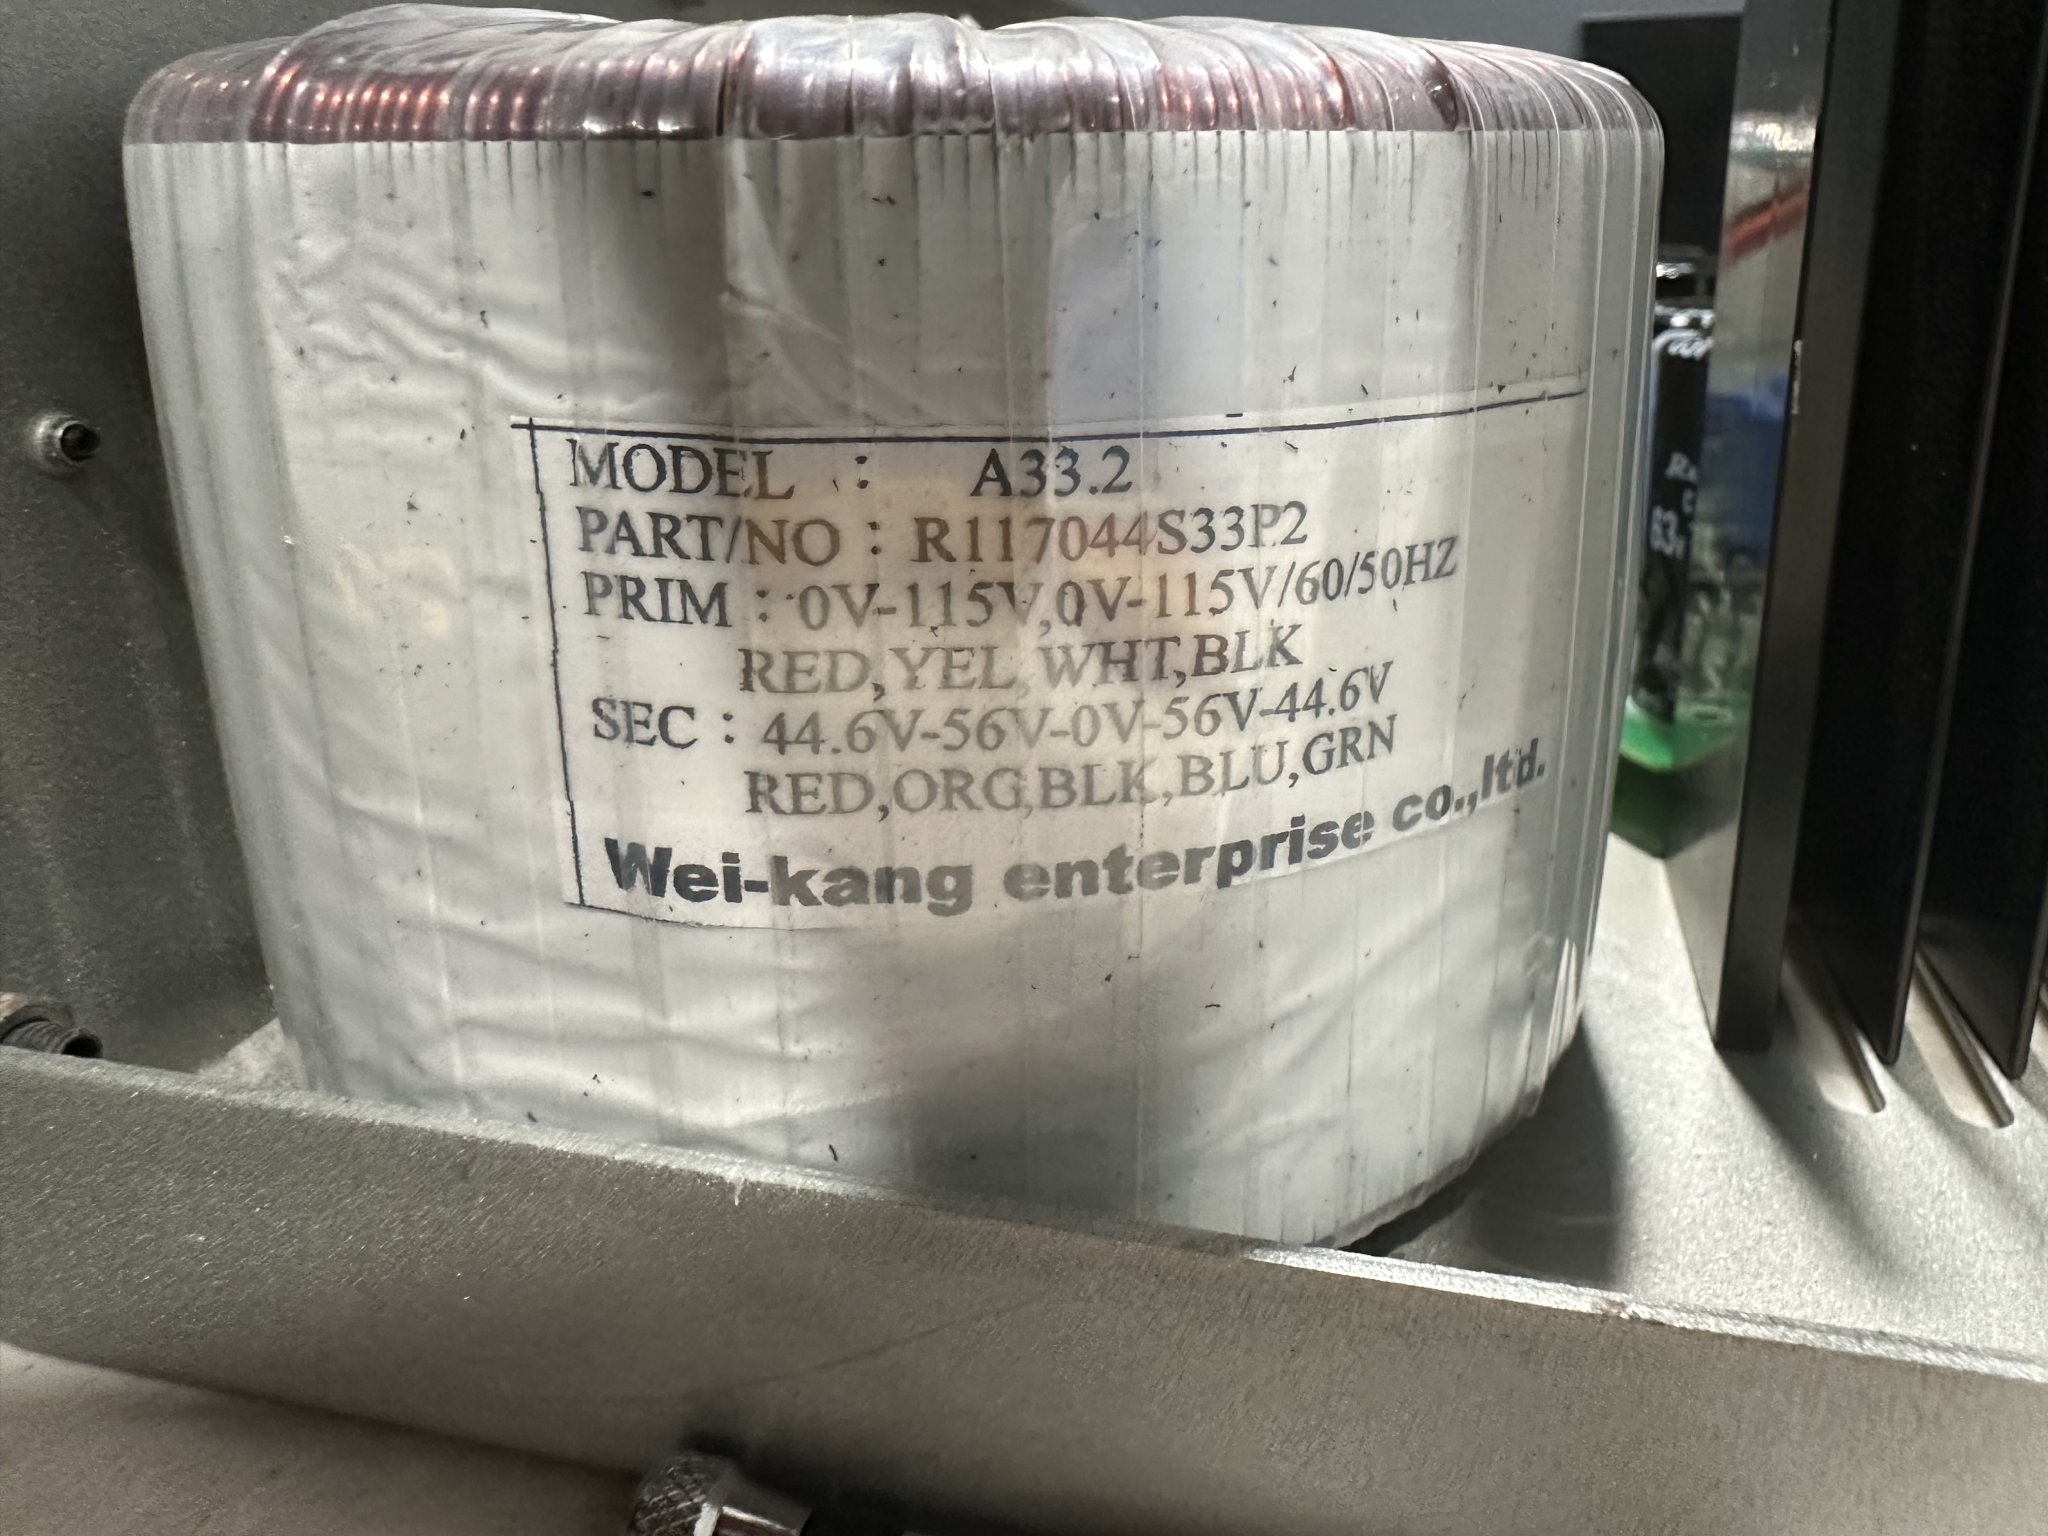 MODEL : A33.2
PART/NO : R117044S33P2
PRIM : 0V-115V,0V-115V/60/50HZ
RED,YEL,WHT,BLK
SEC : 44.6V-56V-0V-56V-44.6V
RED,ORG,BLK,BLU,GRN
Wei-kang enterprise co.,ltd.